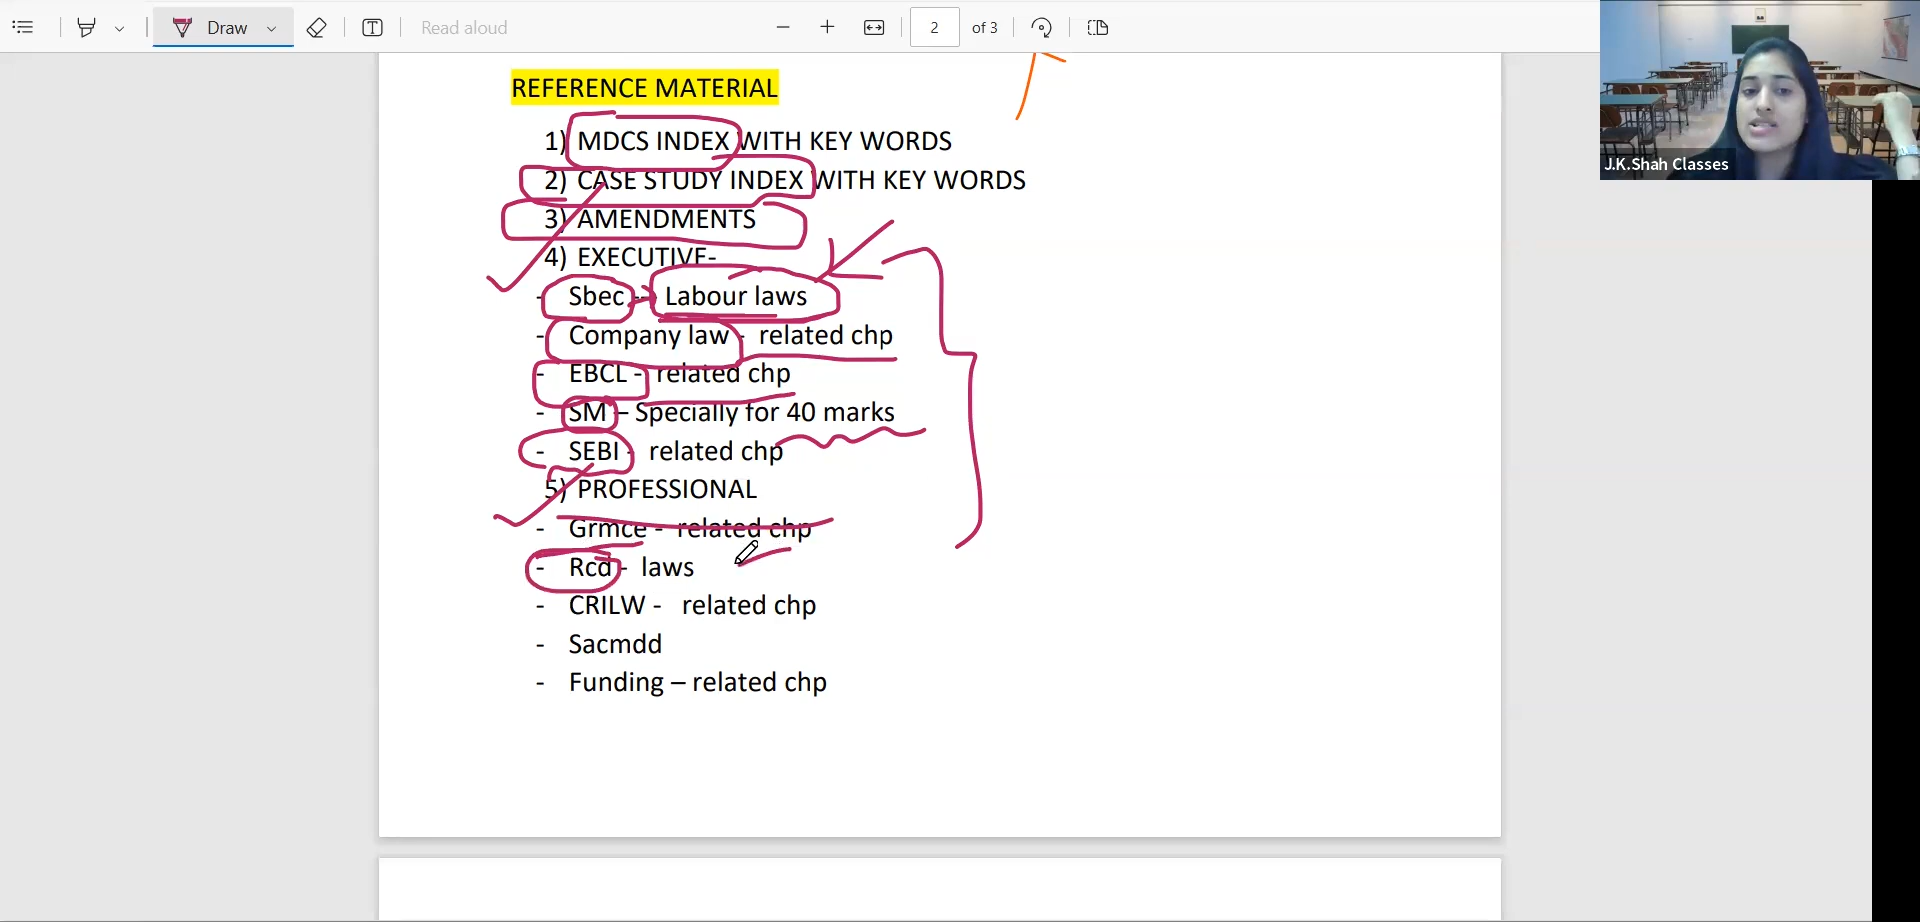 Draw
Read aloud
2 of 3
J.K.Shah Classes
REFERENCE MATERIAL
1) MDCS INDEX WITH KEY WORDS
2) CASE STUDY INDEX WITH KEY WORDS
3) AMENDMENTS
4) EXECUTIVE-
- Sbec – Labour laws
- Company law - related chp
- EBCL - related chp
- SM – Specially for 40 marks
- SEBI - related chp
5) PROFESSIONAL
- Grmce - related chp
- Rcd - laws
- CRILW - related chp
- Sacmdd
- Funding – related chp